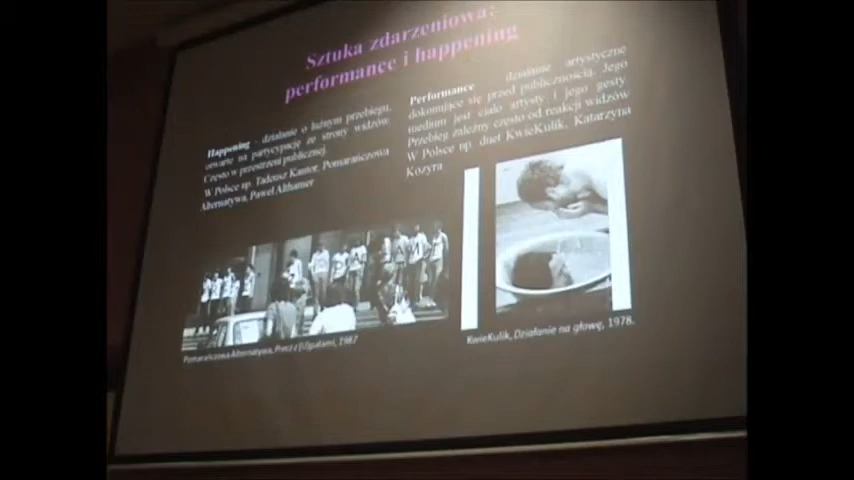 Sztuka zdarzeniowa:
performance i happening
Happening - działanie o luźnym przebiegu,
otwarte na partycypację ze strony widzów.
Często w przestrzeni publicznej.
W Polsce np. Tadeusz Kantor, Pomarańczowa
Alternatywa, Paweł Althamer
Performance – działanie artystyczne
dokonujące się przed publicznością. Jego
medium jest ciało artysty i jego gesty
Przebieg zależny często od reakcji widzów
W Polsce np. duet KwieKulik, Katarzyna
Kozyra
Pomarańczowa Alternatywa, Precz z (U)pałami, 1987
KwieKulik, Działanie na głowę, 1978.